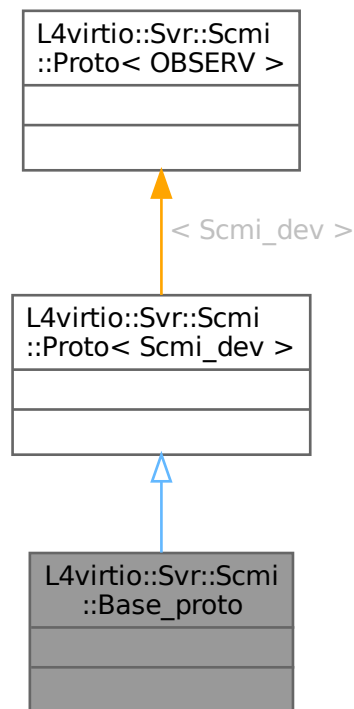 L4virtio::Svr::Scmi
::Proto< OBSERV >
< Scmi_dev >
L4virtio::Svr::Scmi
::Proto< Scmi_dev >
L4virtio::Svr::Scmi
::Base_proto